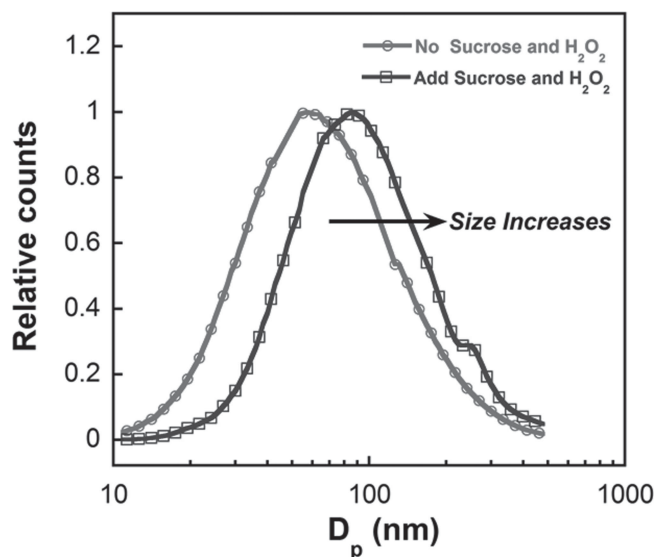 No Sucrose and H₂O₂
Add Sucrose and H₂O₂
Size Increases
Relative counts
1.2
1
0.8
0.6
0.4
0.2
0
10
100
1000
Dₚ (nm)